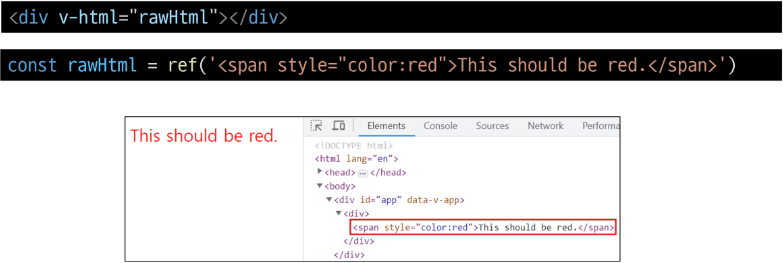 <div v-html="rawHtml"></div>
const rawHtml = ref('<span style="color:red">This should be red.</span>')
This should be red.
Elements Console Sources Network Performa
<!DOCTYPE html>
<html lang="en">
<head> … </head>
<body>
<div id="app" data-v-app>
<div>
<span style="color:red">This should be red.</span>
</div>
</div>